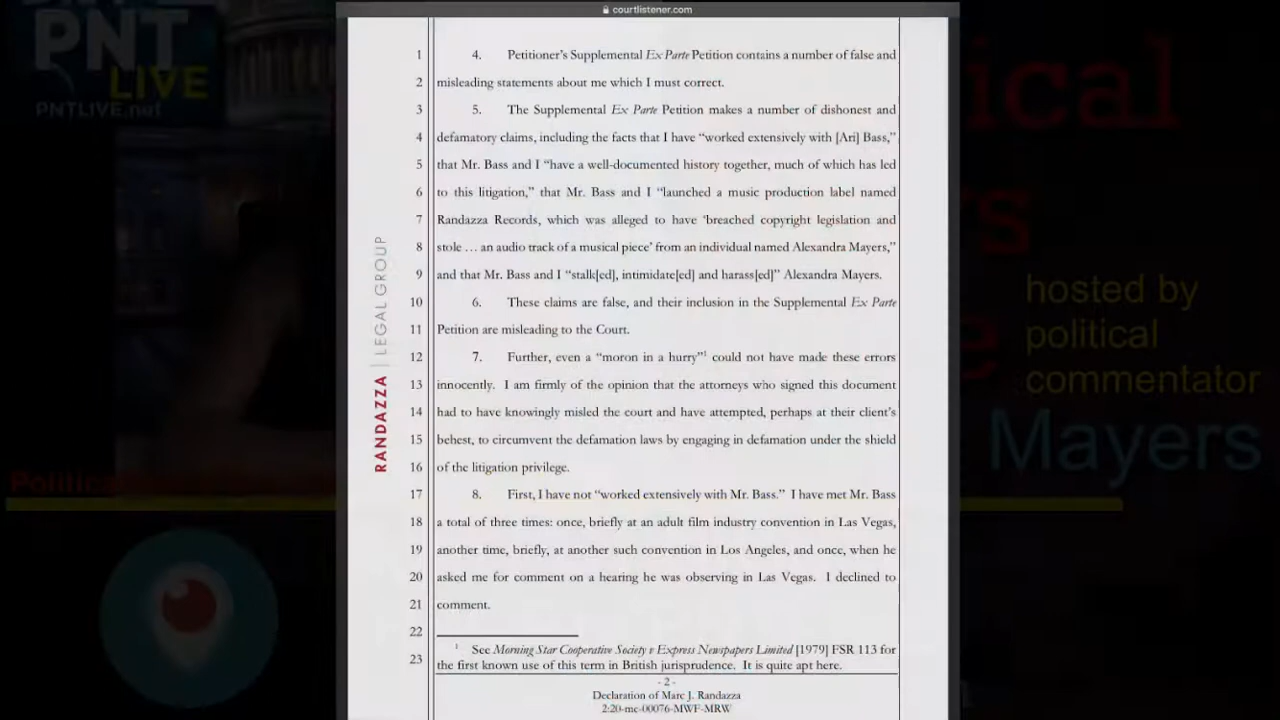 courtlistener.com
PNT
LIVE
PNTLIVE.net
ical
rs
e
hosted by
political
commentator
Mayers
Politic
RANDAZZA | LEGAL GROUP
1 4. Petitioner's Supplemental Ex Parte Petition contains a number of false and
2 misleading statements about me which I must correct.
3 5. The Supplemental Ex Parte Petition makes a number of dishonest and
4 defamatory claims, including the facts that I have “worked extensively with [Ari] Bass,”
5 that Mr. Bass and I “have a well-documented history together, much of which has led
6 to this litigation,” that Mr. Bass and I “launched a music production label named
7 Randazza Records, which was alleged to have ‘breached copyright legislation and
8 stole … an audio track of a musical piece’ from an individual named Alexandra Mayers,”
9 and that Mr. Bass and I “stalk[ed], intimidate[ed] and harass[ed]” Alexandra Mayers.
10 6. These claims are false, and their inclusion in the Supplemental Ex Parte
11 Petition are misleading to the Court.
12 7. Further, even a “moron in a hurry”1 could not have made these errors
13 innocently. I am firmly of the opinion that the attorneys who signed this document
14 had to have knowingly misled the court and have attempted, perhaps at their client's
15 behest, to circumvent the defamation laws by engaging in defamation under the shield
16 of the litigation privilege.
17 8. First, I have not “worked extensively with Mr. Bass.” I have met Mr. Bass
18 a total of three times: once, briefly at an adult film industry convention in Las Vegas,
19 another time, briefly, at another such convention in Los Angeles, and once, when he
20 asked me for comment on a hearing he was observing in Las Vegas. I declined to
21 comment.
22
1 See Morning Star Cooperative Society v Express Newspapers Limited [1979] FSR 113 for
23 the first known use of this term in British jurisprudence. It is quite apt here.
- 2 -
Declaration of Marc J. Randazza
2:20-mc-00076-MWF-MRW